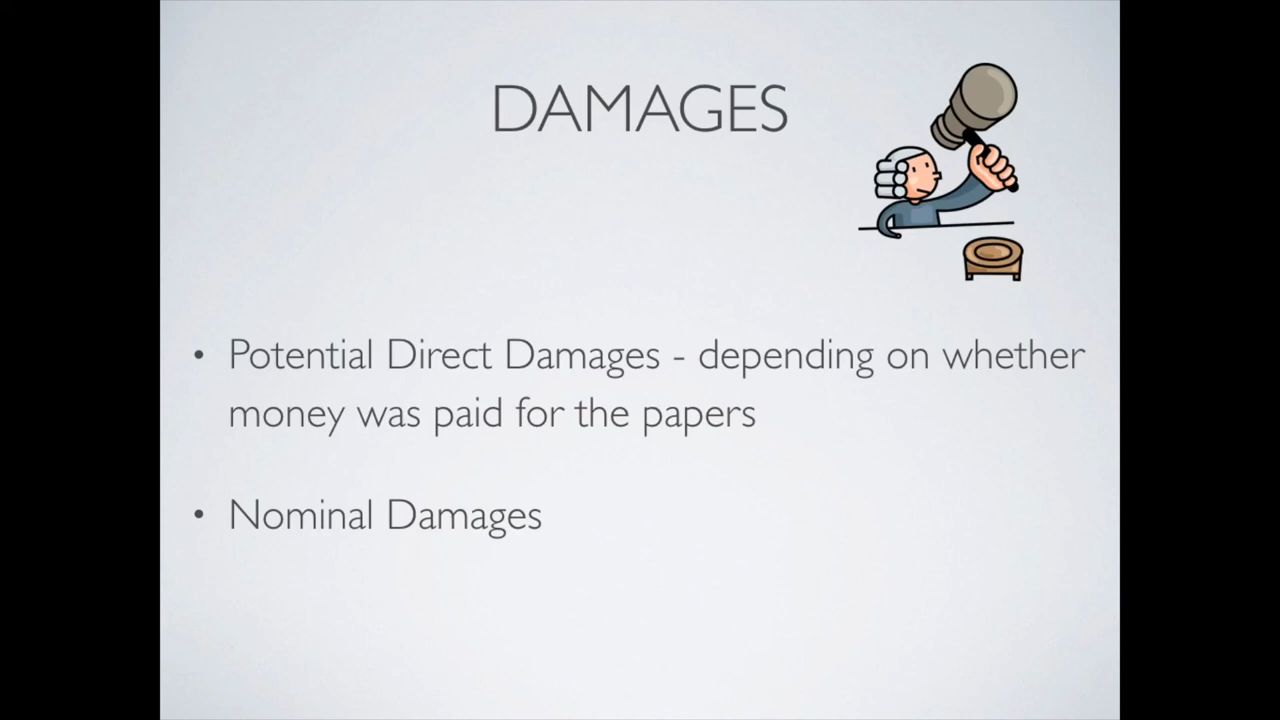 DAMAGES
• Potential Direct Damages - depending on whether
money was paid for the papers
• Nominal Damages